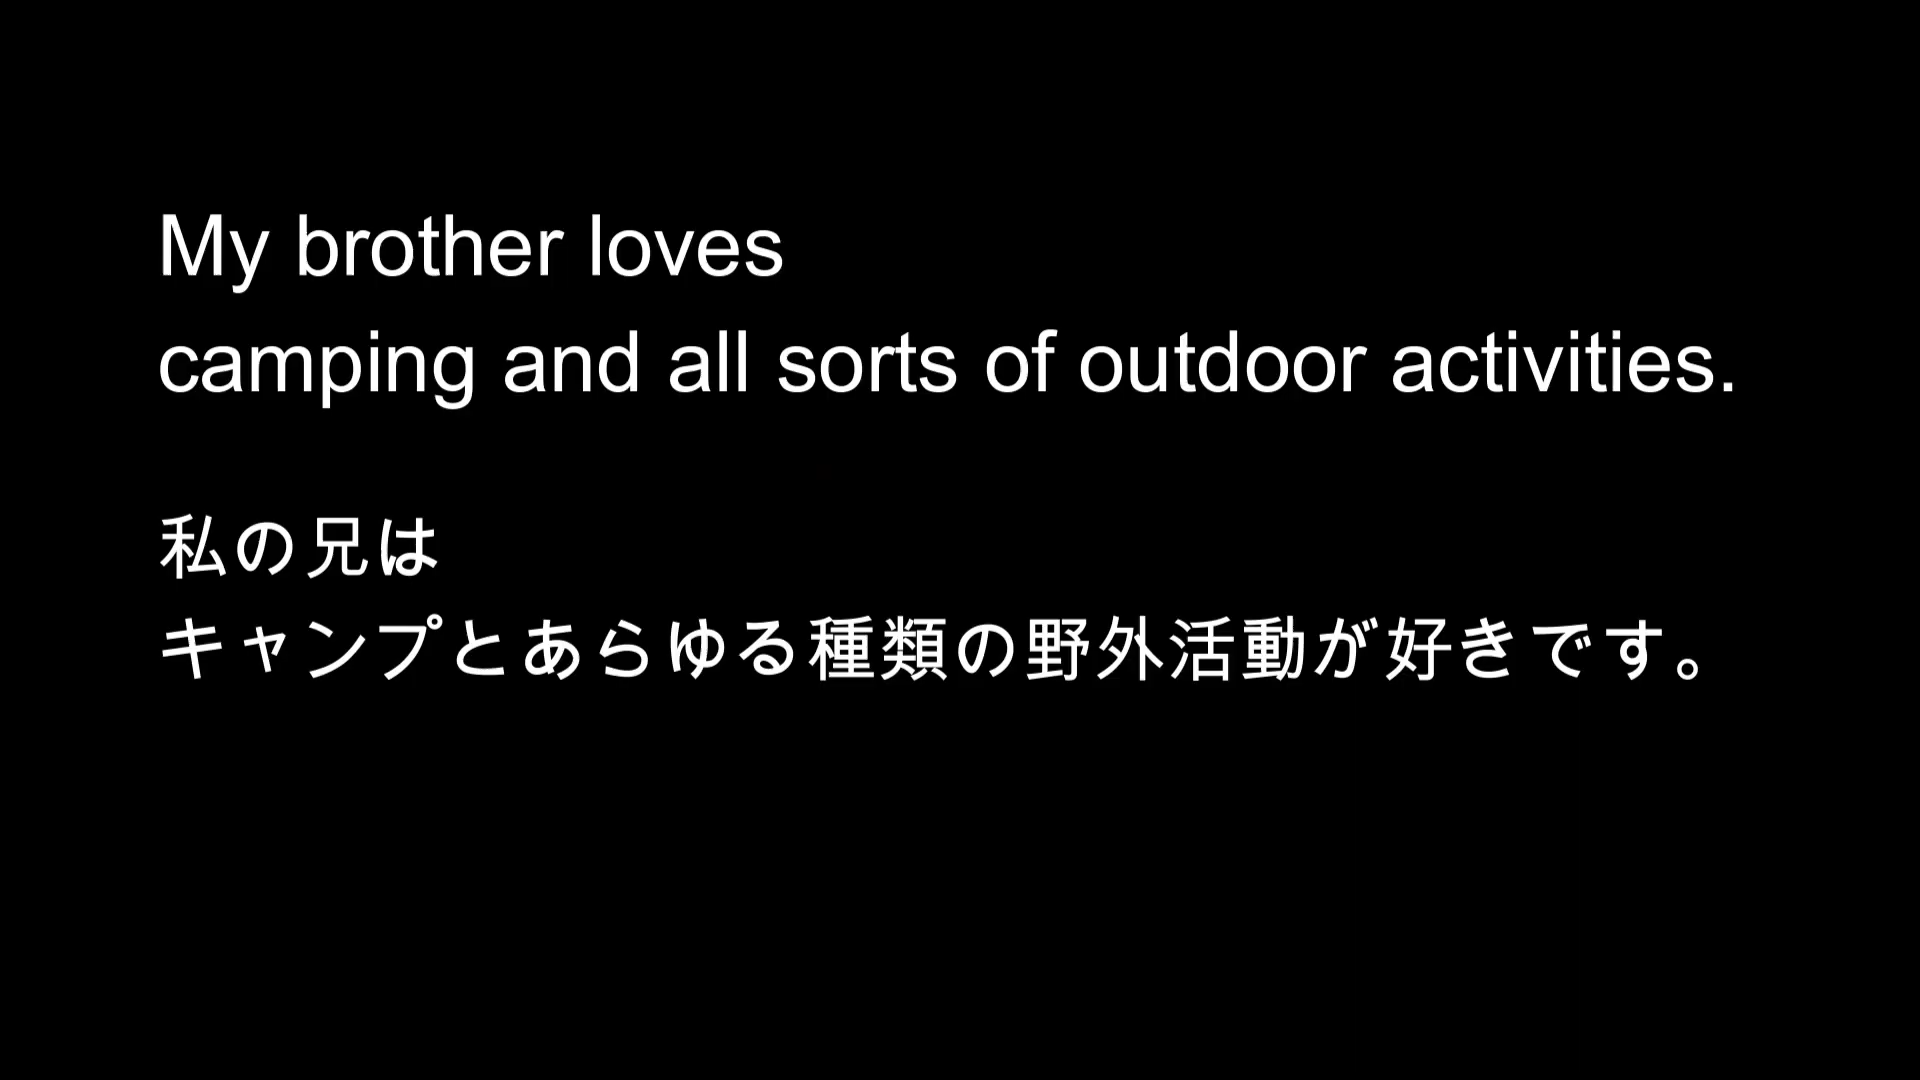 My brother loves
camping and all sorts of outdoor activities.
私の兄は
キャンプとあらゆる種類の野外活動が好きです。